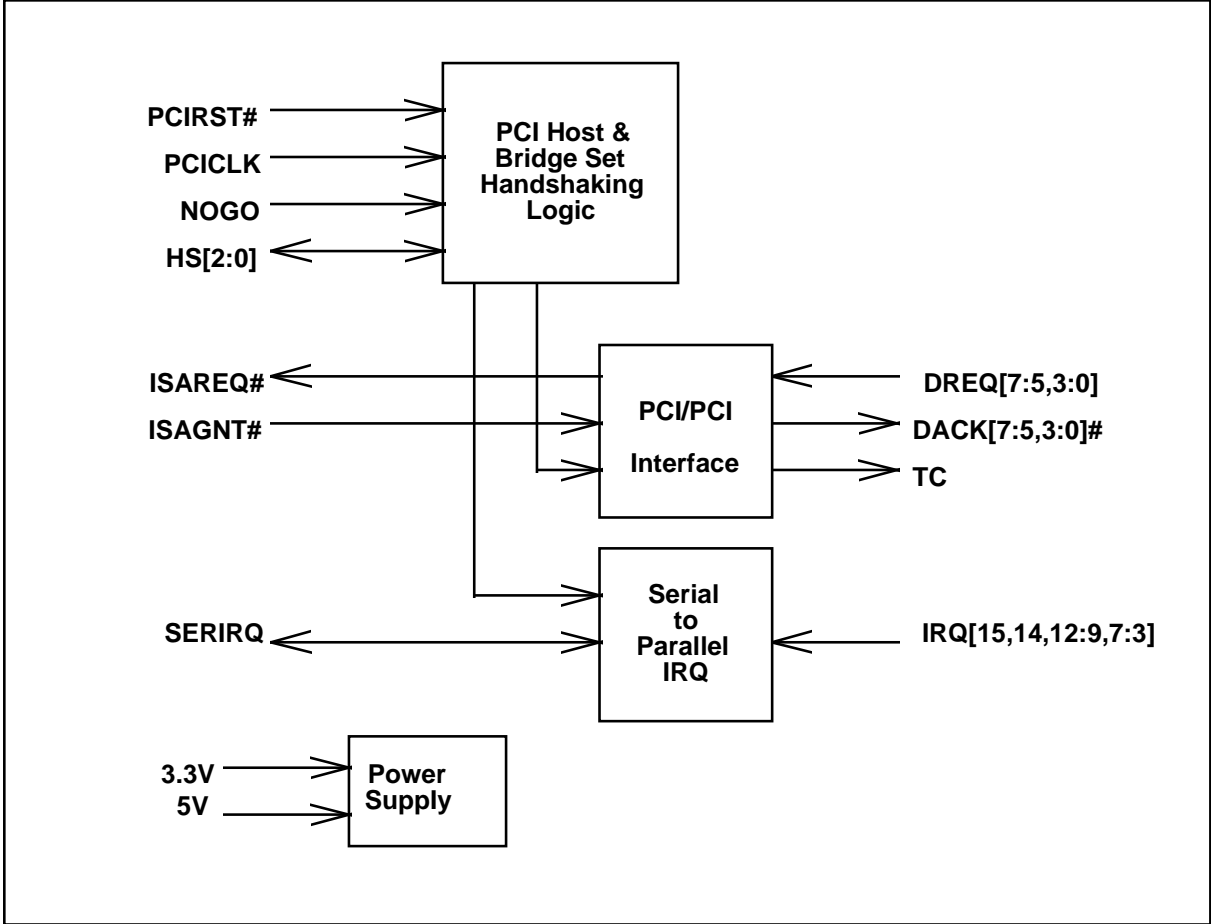 PCIRST#
PCICLK
NOGO
HS[2:0]
PCI Host &
Bridge Set
Handshaking
Logic
ISAREQ#
ISAGNT#
PCI/PCI
Interface
DREQ[7:5,3:0]
DACK[7:5,3:0]#
TC
SERIRQ
Serial
to
Parallel
IRQ
IRQ[15,14,12:9,7:3]
3.3V
5V
Power
Supply